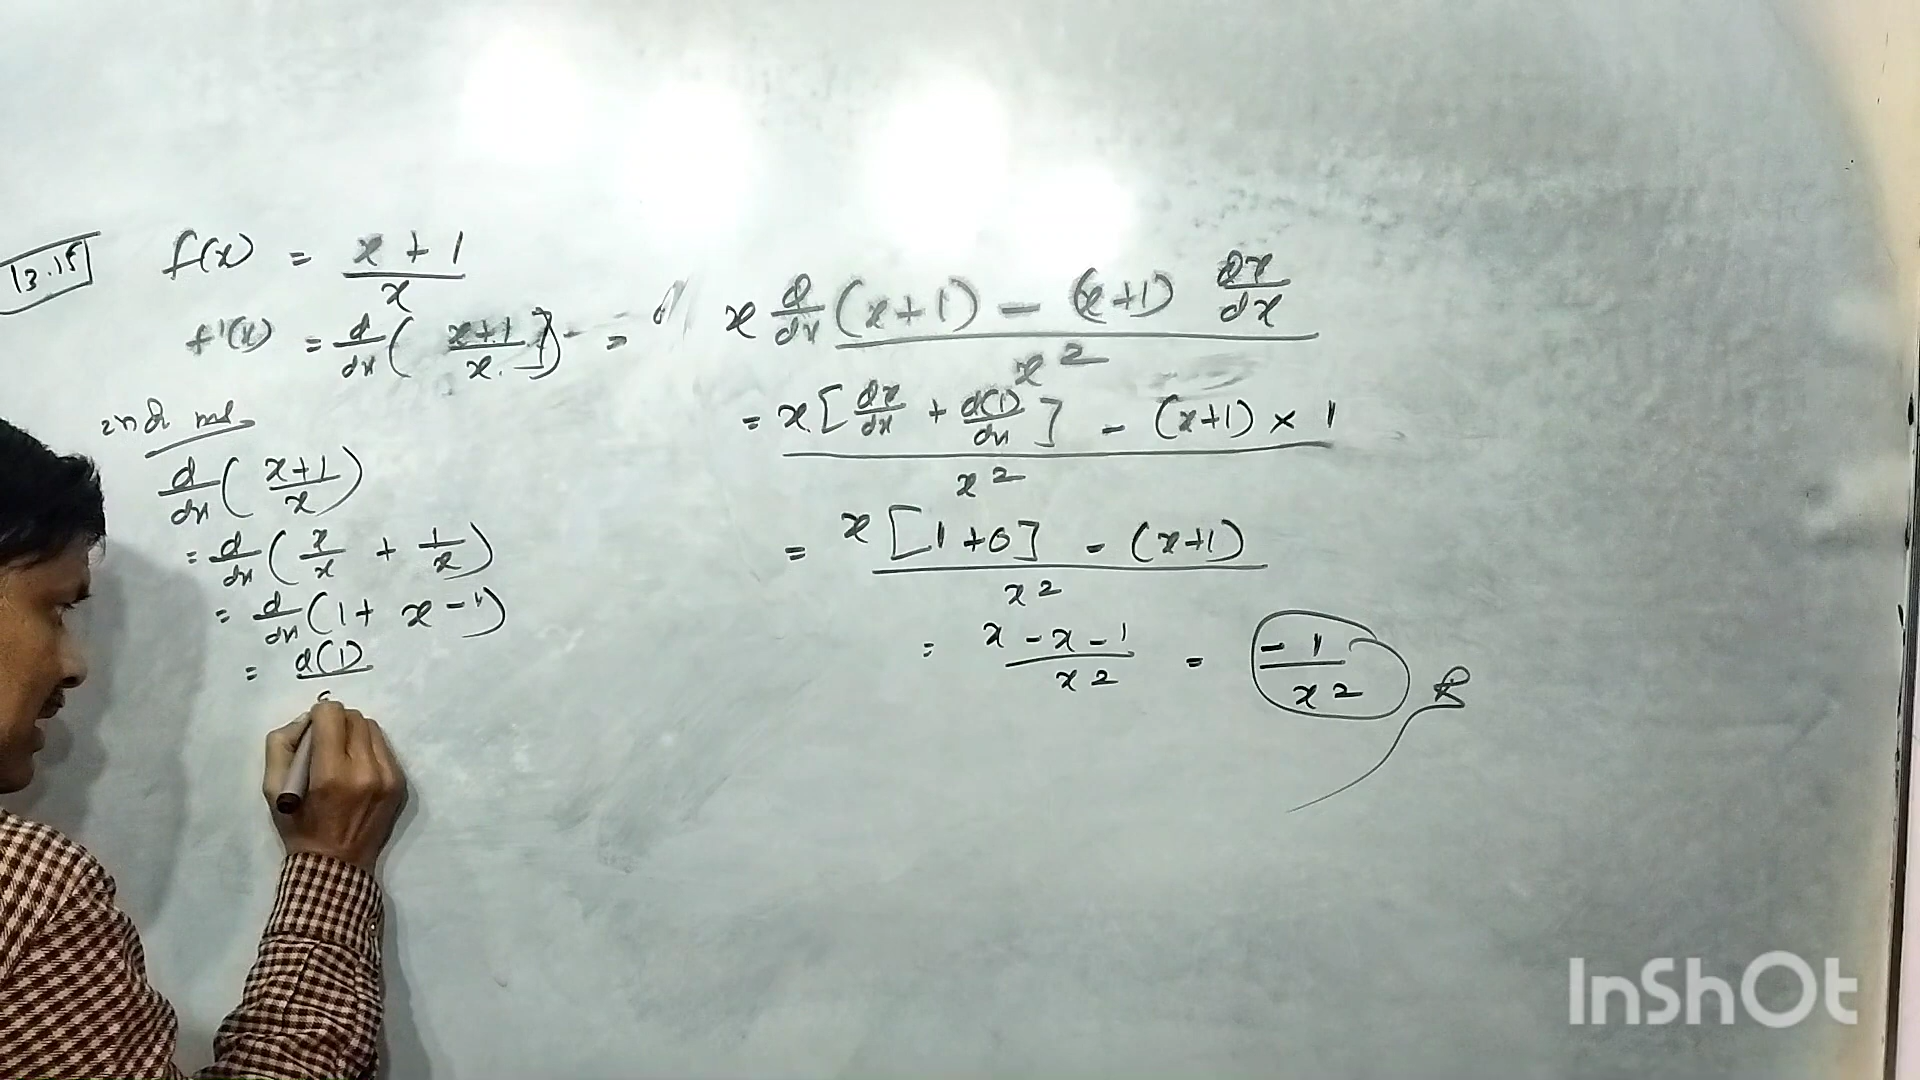 13.15
f(x) = x + 1 / x
f'(x) = d/dx ( x+1 / x ) =
x d/dx (x+1) - (x+1) dx/dx / x²
= x [ dx/dx + d(1)/dx ] - (x+1) × 1 / x²
= x [1+0] - (x+1) / x²
= x - x - 1 / x² = - 1 / x²
2nd
d/dx ( x+1 / x )
= d/dx ( x/x + 1/x )
= d/dx (1 + x⁻¹)
= d(1)
InShOt